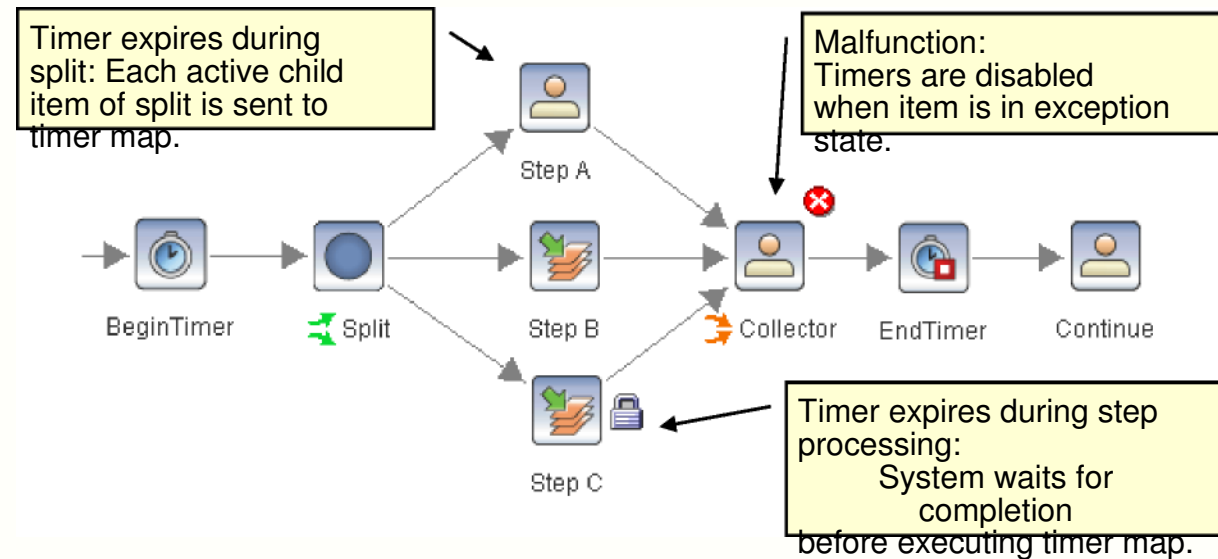 Timer expires during
split: Each active child
item of split is sent to
timer map.
Malfunction:
Timers are disabled
when item is in exception
state.
Step A
BeginTimer
Split
Step B
Collector
EndTimer
Continue
Step C
Timer expires during step
processing:
System waits for
completion
before executing timer map.